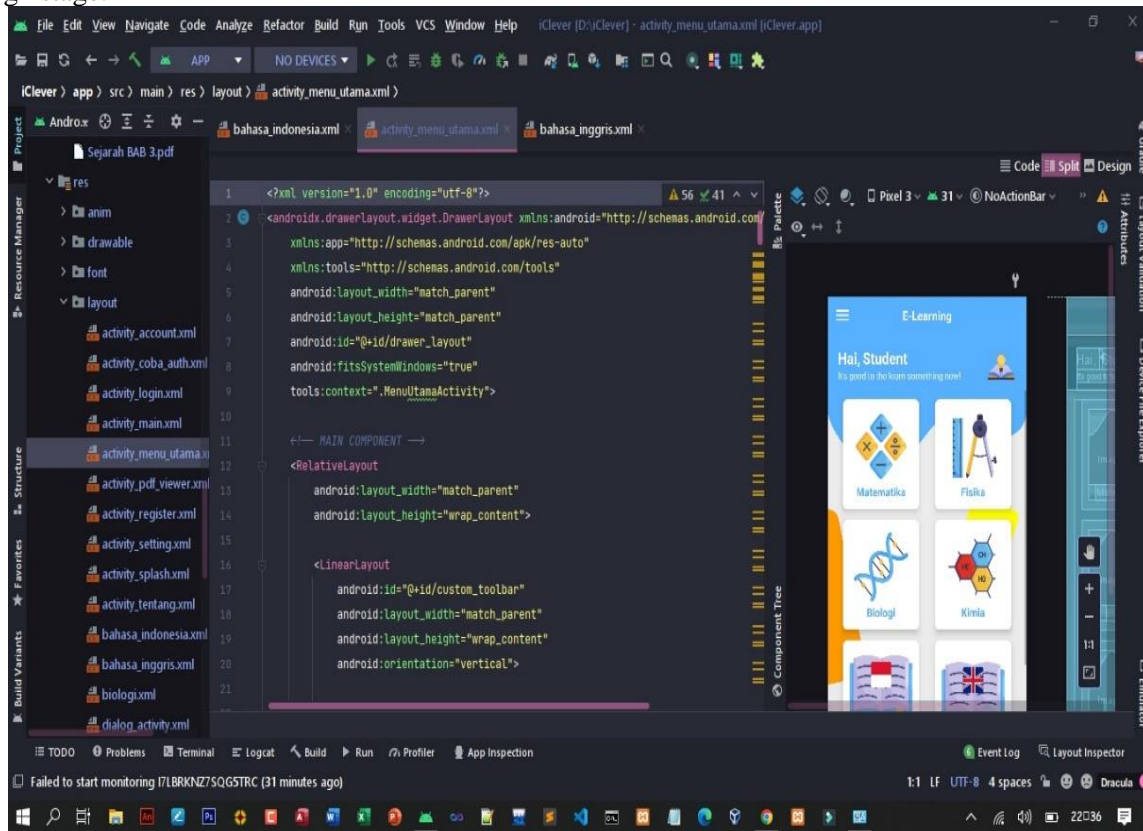 File Edit View Navigate Code Analyze Refactor Build Run Tools VCS Window Help iClever [D:\iClever] - activity_menu_utama.xml [iClever.app]
APP NO DEVICES
iClever app src main res layout activity_menu_utama.xml
Project
Resource Manager
Structure
Favorites
Build Variants
bahasa_indonesia.xml activity_menu_utama.xml bahasa_inggris.xml
Sejarah BAB 3.pdf
res
anim
drawable
font
layout
activity_account.xml
activity_coba_auth.xml
activity_login.xml
activity_main.xml
activity_menu_utama.x
activity_pdf_viewer.xml
activity_register.xml
activity_setting.xml
activity_splash.xml
activity_tentang.xml
bahasa_indonesia.xml
bahasa_inggris.xml
biologi.xml
dialog_activity.xml
Code Split Design
56 41
1 <?xml version="1.0" encoding="utf-8"?>
2 <androidx.drawerlayout.widget.DrawerLayout xmlns:android="http://schemas.android.com/
3 xmlns:app="http://schemas.android.com/apk/res-auto"
4 xmlns:tools="http://schemas.android.com/tools"
5 android:layout_width="match_parent"
6 android:layout_height="match_parent"
7 android:id="@+id/drawer_layout"
8 android:fitsSystemWindows="true"
9 tools:context=".MenuUtamaActivity">
10
11 <!-- MAIN COMPONENT -->
12 <RelativeLayout
13 android:layout_width="match_parent"
14 android:layout_height="wrap_content">
15
16 <LinearLayout
17 android:id="@+id/custom_toolbar"
18 android:layout_width="match_parent"
19 android:layout_height="wrap_content"
20 android:orientation="vertical">
21
Palette
Component Tree
Pixel 3 31 NoActionBar
Attributes
E-Learning
Hai, Student
It's good to the learn something new!
Matematika Fisika
Biologi Kimia
1:1
TODO Problems Terminal Logcat Build Run Profiler App Inspection Event Log Layout Inspector
Failed to start monitoring I7LBRKNZ7SQG5TRC (31 minutes ago) 1:1 LF UTF-8 4 spaces Dracula